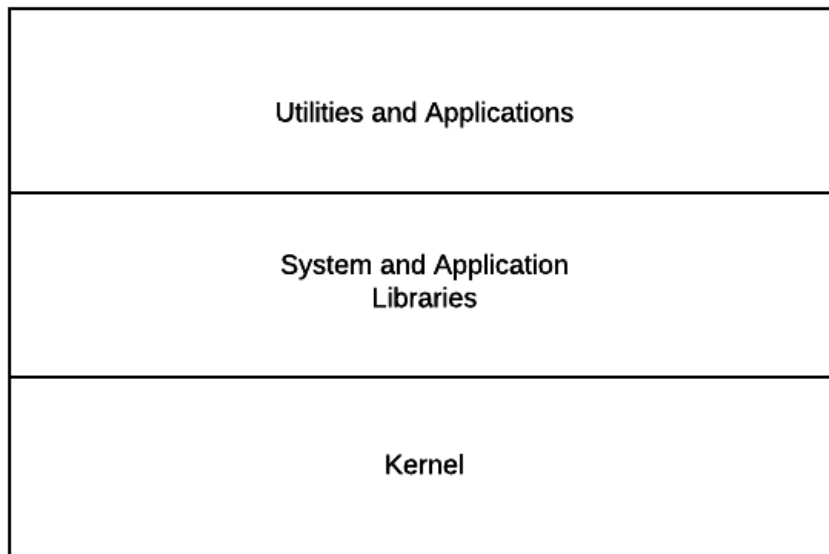 Utilities and Applications
System and Application
Libraries
Kernel